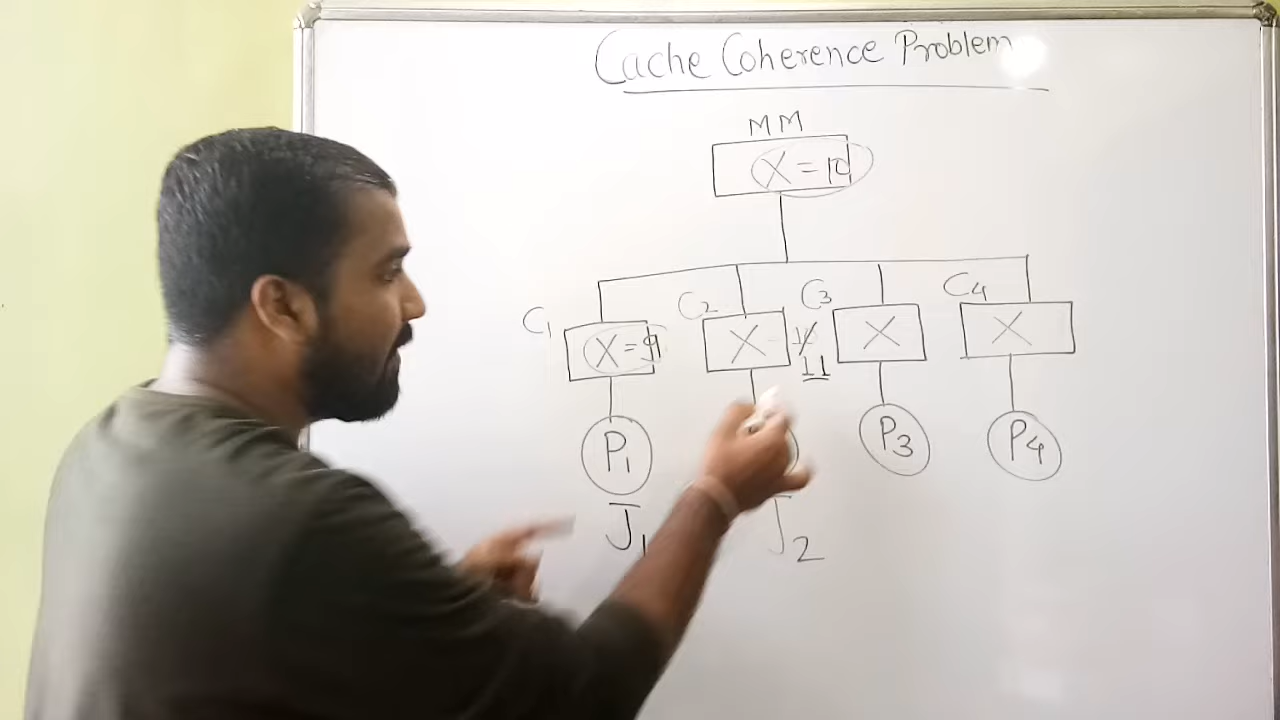 Cache Coherence Problem
MM
X = 10
C1 C2 C3 C4
X = 9 X 11 X X
P1 P3 P4
J1 J2